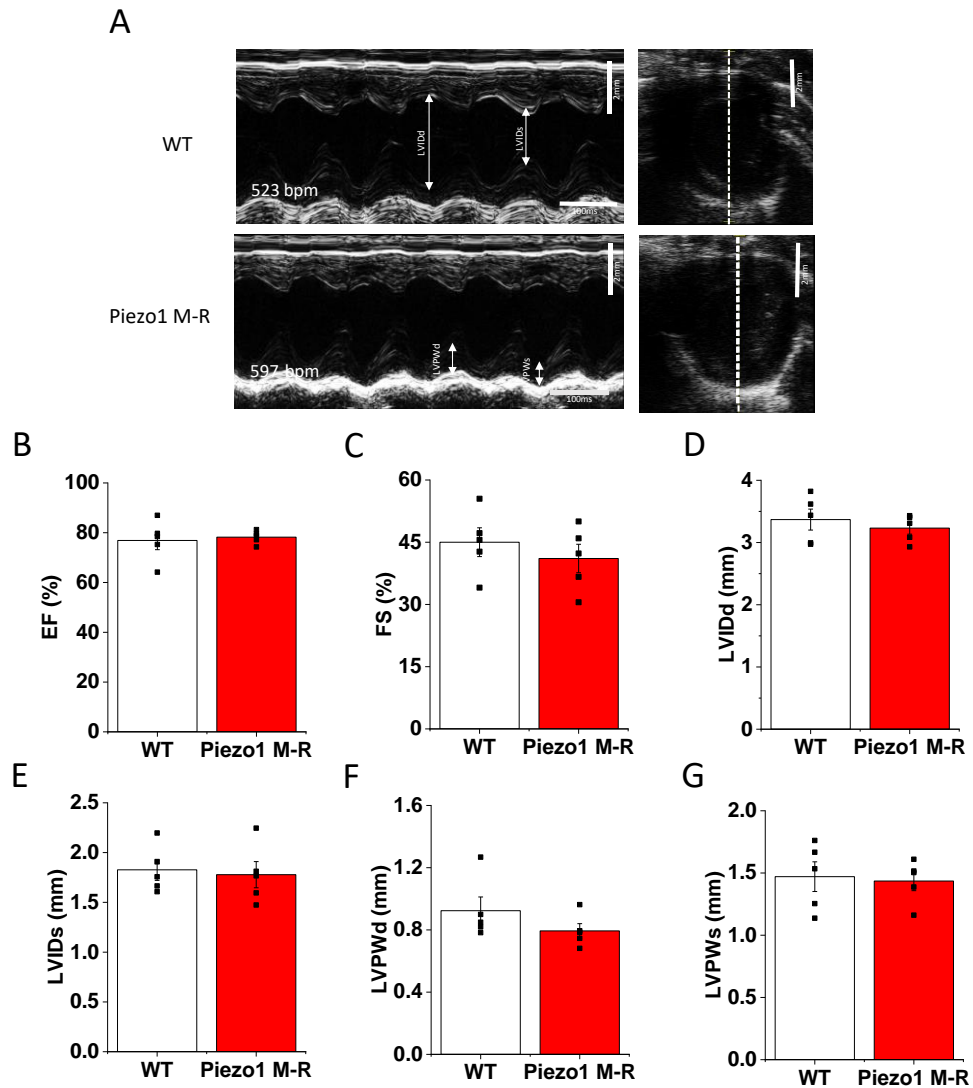 A
WT
2mm
LVIDd
LVIDs
523 bpm
100ms
2mm
Piezo1 M-R
2mm
LVPWd
VPWs
597 bpm
100ms
2mm
B
EF (%)
100
80
60
40
20
0
WT Piezo1 M-R
C
FS (%)
60
45
30
15
0
WT Piezo1 M-R
D
LVIDd (mm)
4
3
2
1
0
WT Piezo1 M-R
E
LVIDs (mm)
2.5
2.0
1.5
1.0
0.5
0.0
WT Piezo1 M-R
F
LVPWd (mm)
1.6
1.2
0.8
0.4
0.0
WT Piezo1 M-R
G
LVPWs (mm)
2.0
1.5
1.0
0.5
0.0
WT Piezo1 M-R